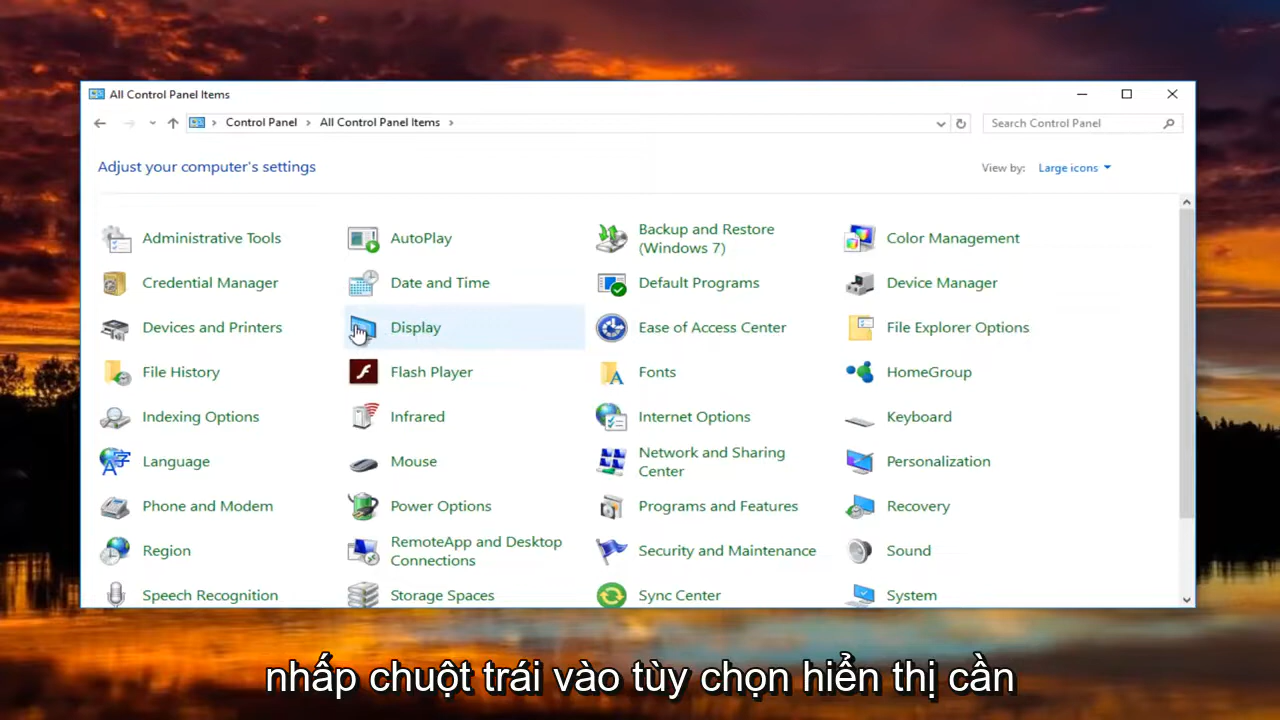 All Control Panel Items
Control Panel > All Control Panel Items >
Search Control Panel
Adjust your computer's settings
View by: Large icons
Administrative Tools
AutoPlay
Backup and Restore
(Windows 7)
Color Management
Credential Manager
Date and Time
Default Programs
Device Manager
Devices and Printers
Display
Ease of Access Center
File Explorer Options
File History
Flash Player
Fonts
HomeGroup
Indexing Options
Infrared
Internet Options
Keyboard
Language
Mouse
Network and Sharing
Center
Personalization
Phone and Modem
Power Options
Programs and Features
Recovery
Region
RemoteApp and Desktop
Connections
Security and Maintenance
Sound
Speech Recognition
Storage Spaces
Sync Center
System
nhấp chuột trái vào tùy chọn hiển thị cần